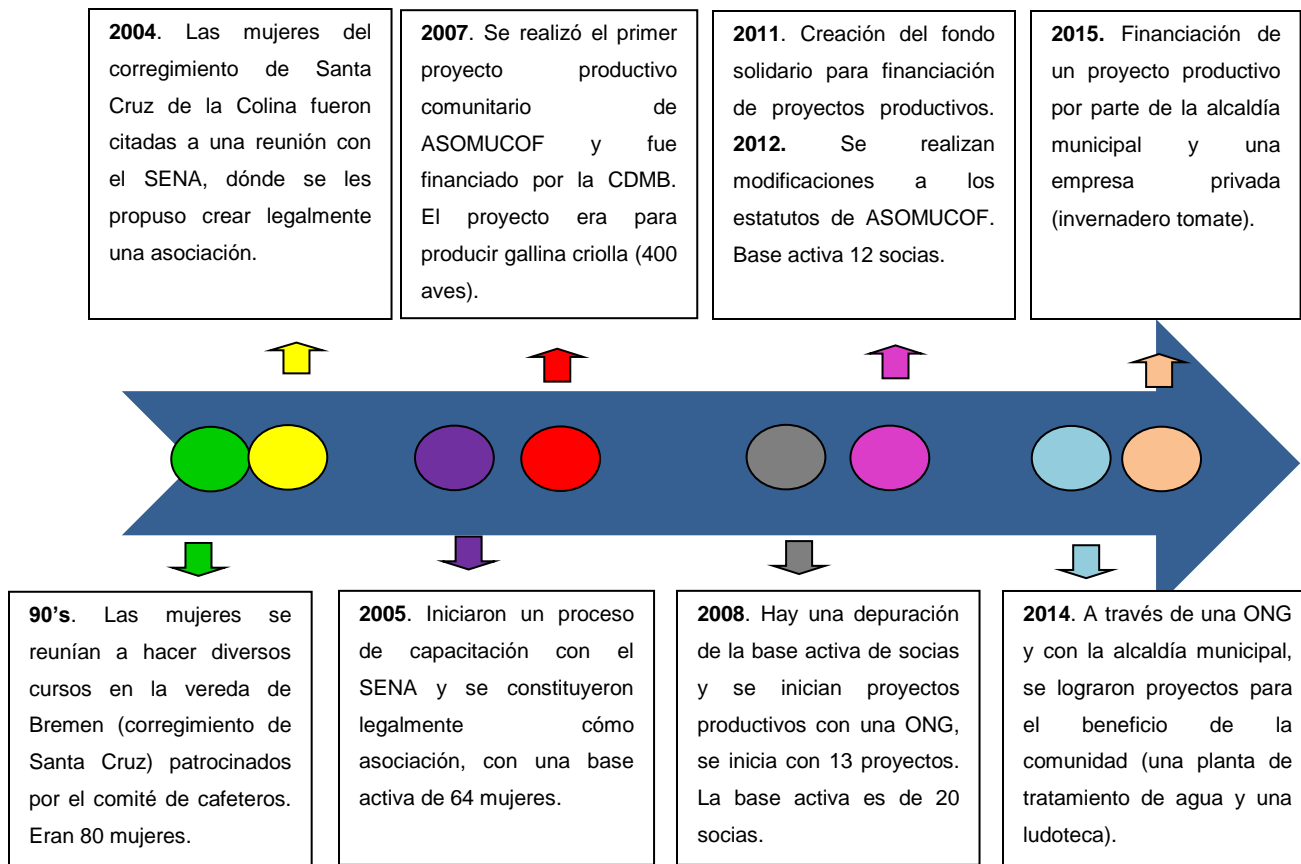 2004. Las mujeres del
corregimiento de Santa
Cruz de la Colina fueron
citadas a una reunión con
el SENA, dónde se les
propuso crear legalmente
una asociación.
2007. Se realizó el primer
proyecto productivo
comunitario de
ASOMUCOF y fue
financiado por la CDMB.
El proyecto era para
producir gallina criolla (400
aves).
2011. Creación del fondo
solidario para financiación
de proyectos productivos.
2012. Se realizan
modificaciones a los
estatutos de ASOMUCOF.
Base activa 12 socias.
2015. Financiación de
un proyecto productivo
por parte de la alcaldía
municipal y una
empresa privada
(invernadero tomate).
90’s. Las mujeres se
reunían a hacer diversos
cursos en la vereda de
Bremen (corregimiento de
Santa Cruz) patrocinados
por el comité de cafeteros.
Eran 80 mujeres.
2005. Iniciaron un proceso
de capacitación con el
SENA y se constituyeron
legalmente cómo
asociación, con una base
activa de 64 mujeres.
2008. Hay una depuración
de la base activa de socias
y se inician proyectos
productivos con una ONG,
se inicia con 13 proyectos.
La base activa es de 20
socias.
2014. A través de una ONG
y con la alcaldía municipal,
se lograron proyectos para
el beneficio de la
comunidad (una planta de
tratamiento de agua y una
ludoteca).